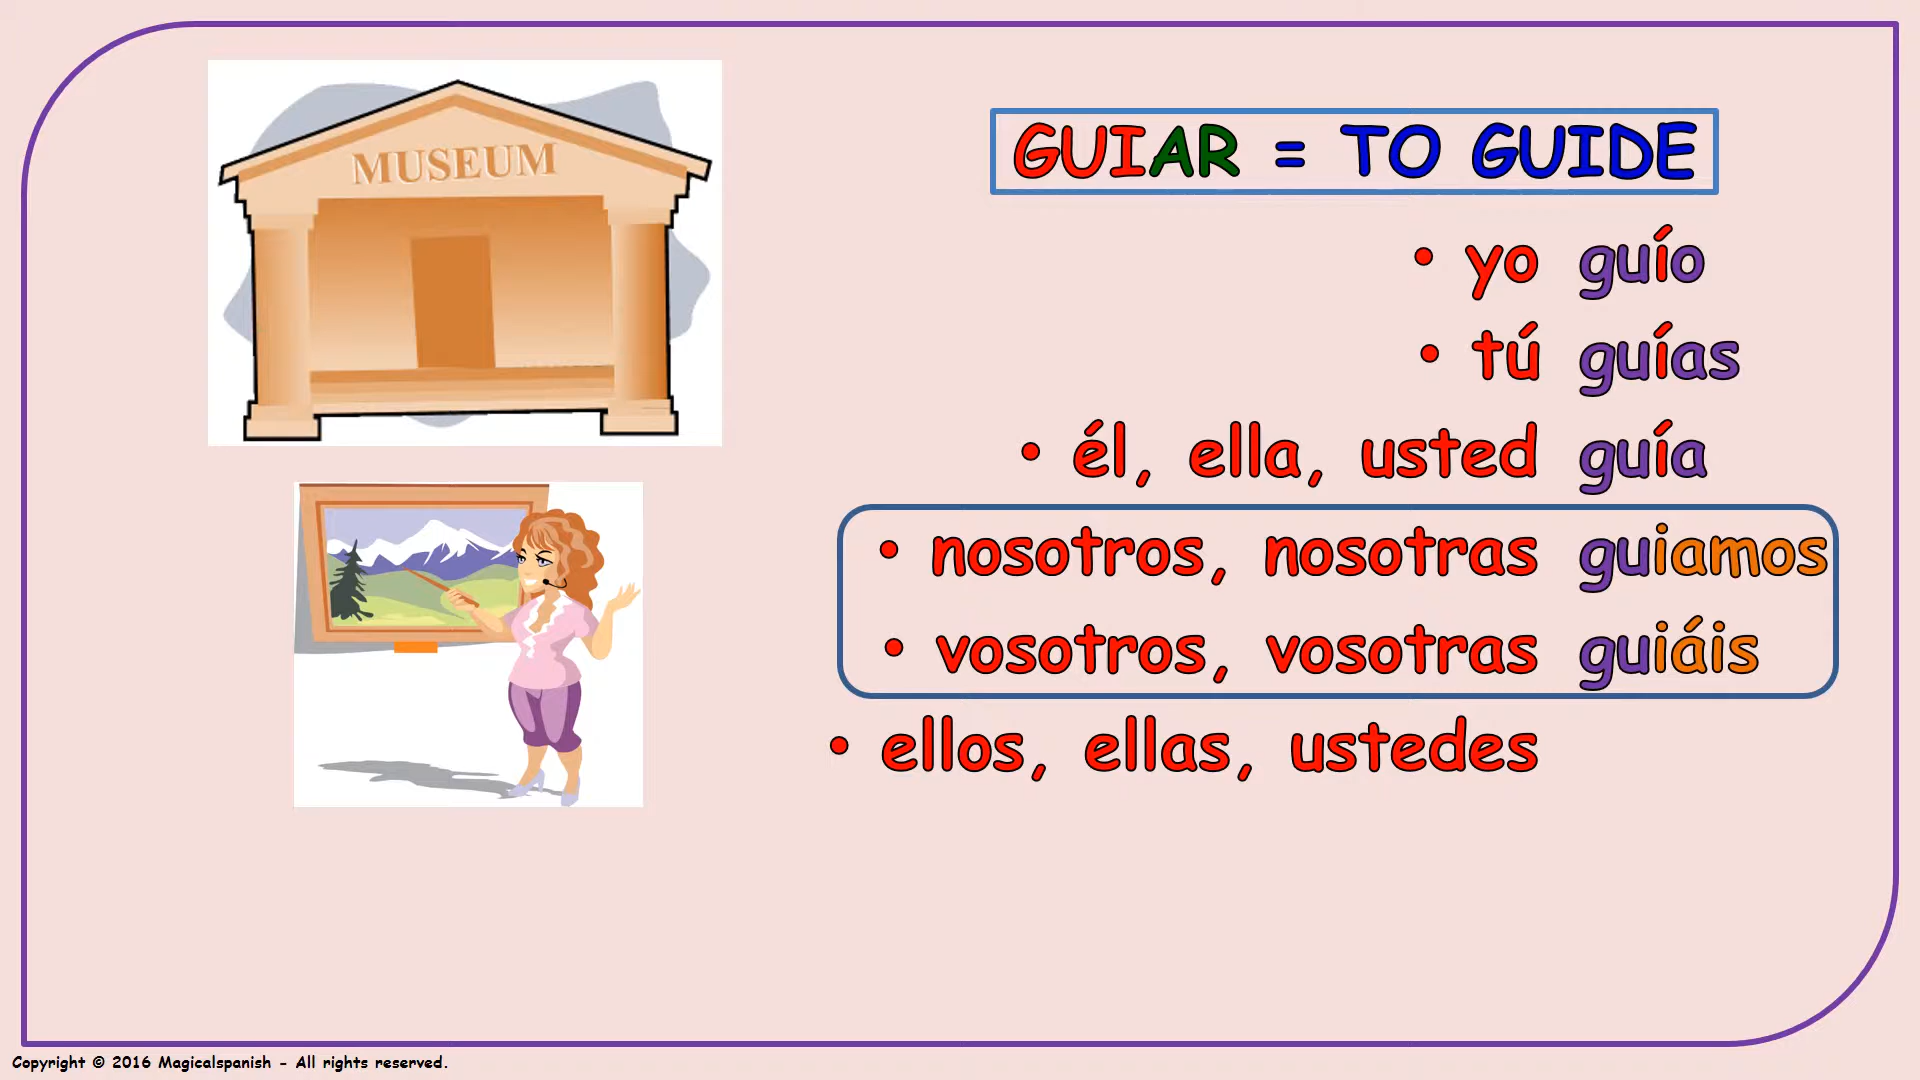 MUSEUM
GUIAR = TO GUIDE
• yo guío
• tú guías
• él, ella, usted guía
• nosotros, nosotras guiamos
• vosotros, vosotras guiáis
• ellos, ellas, ustedes
Copyright © 2016 Magicalspanish - All rights reserved.